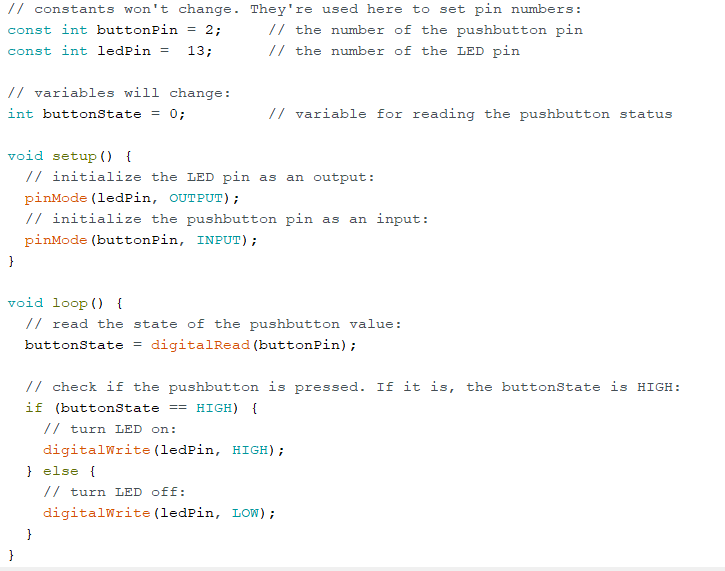 // constants won't change. They're used here to set pin numbers:
const int buttonPin = 2;     // the number of the pushbutton pin
const int ledPin =  13;      // the number of the LED pin

// variables will change:
int buttonState = 0;         // variable for reading the pushbutton status

void setup() {
  // initialize the LED pin as an output:
  pinMode(ledPin, OUTPUT);
  // initialize the pushbutton pin as an input:
  pinMode(buttonPin, INPUT);
}

void loop() {
  // read the state of the pushbutton value:
  buttonState = digitalRead(buttonPin);

  // check if the pushbutton is pressed. If it is, the buttonState is HIGH:
  if (buttonState == HIGH) {
    // turn LED on:
    digitalWrite(ledPin, HIGH);
  } else {
    // turn LED off:
    digitalWrite(ledPin, LOW);
  }
}